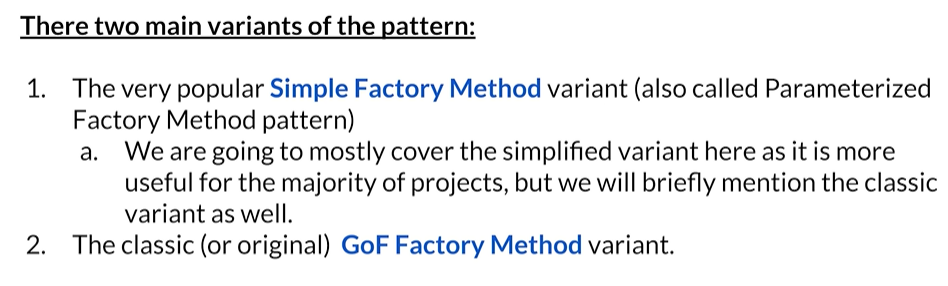 There two main variants of the pattern:
1. The very popular Simple Factory Method variant (also called Parameterized
Factory Method pattern)
a. We are going to mostly cover the simplified variant here as it is more
useful for the majority of projects, but we will briefly mention the classic
variant as well.
2. The classic (or original) GoF Factory Method variant.